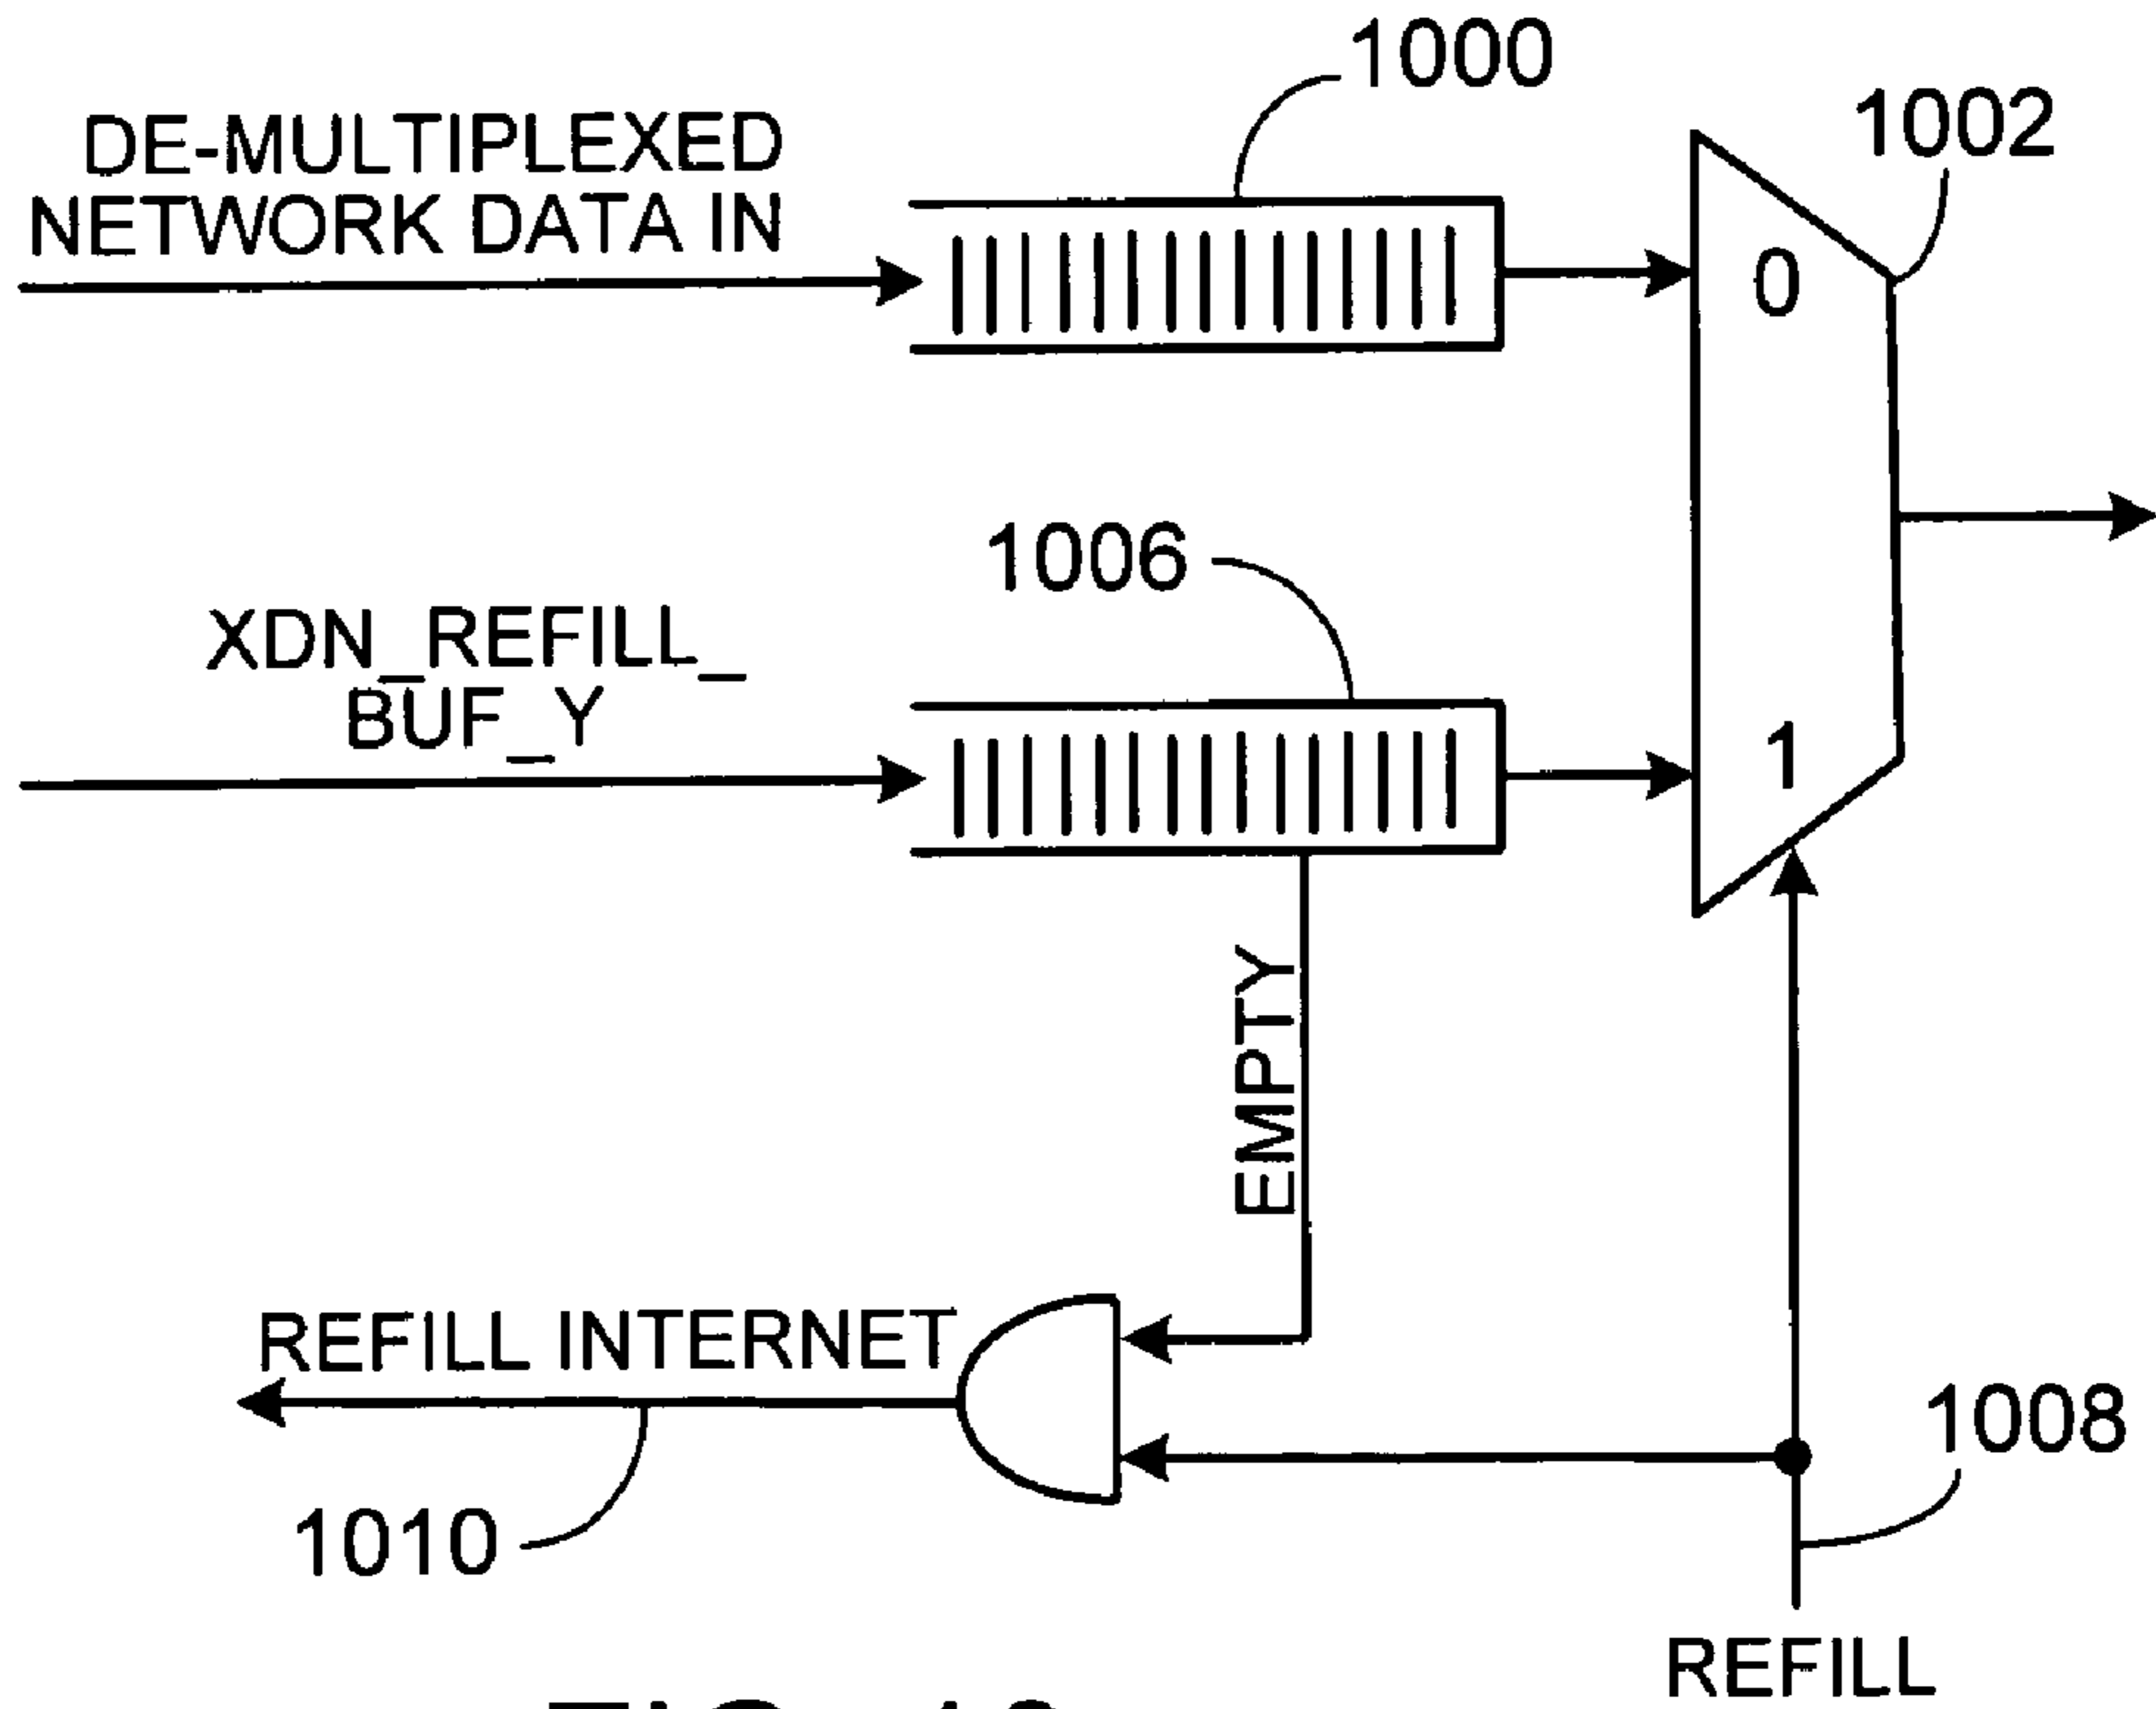 1000
1002
DE-MULTIPLEXED
NETWORK DATA IN
0
1006
XDN_REFILL_
BUF_Y
1
EMPTY
REFILL INTERNET
1008
1010
REFILL